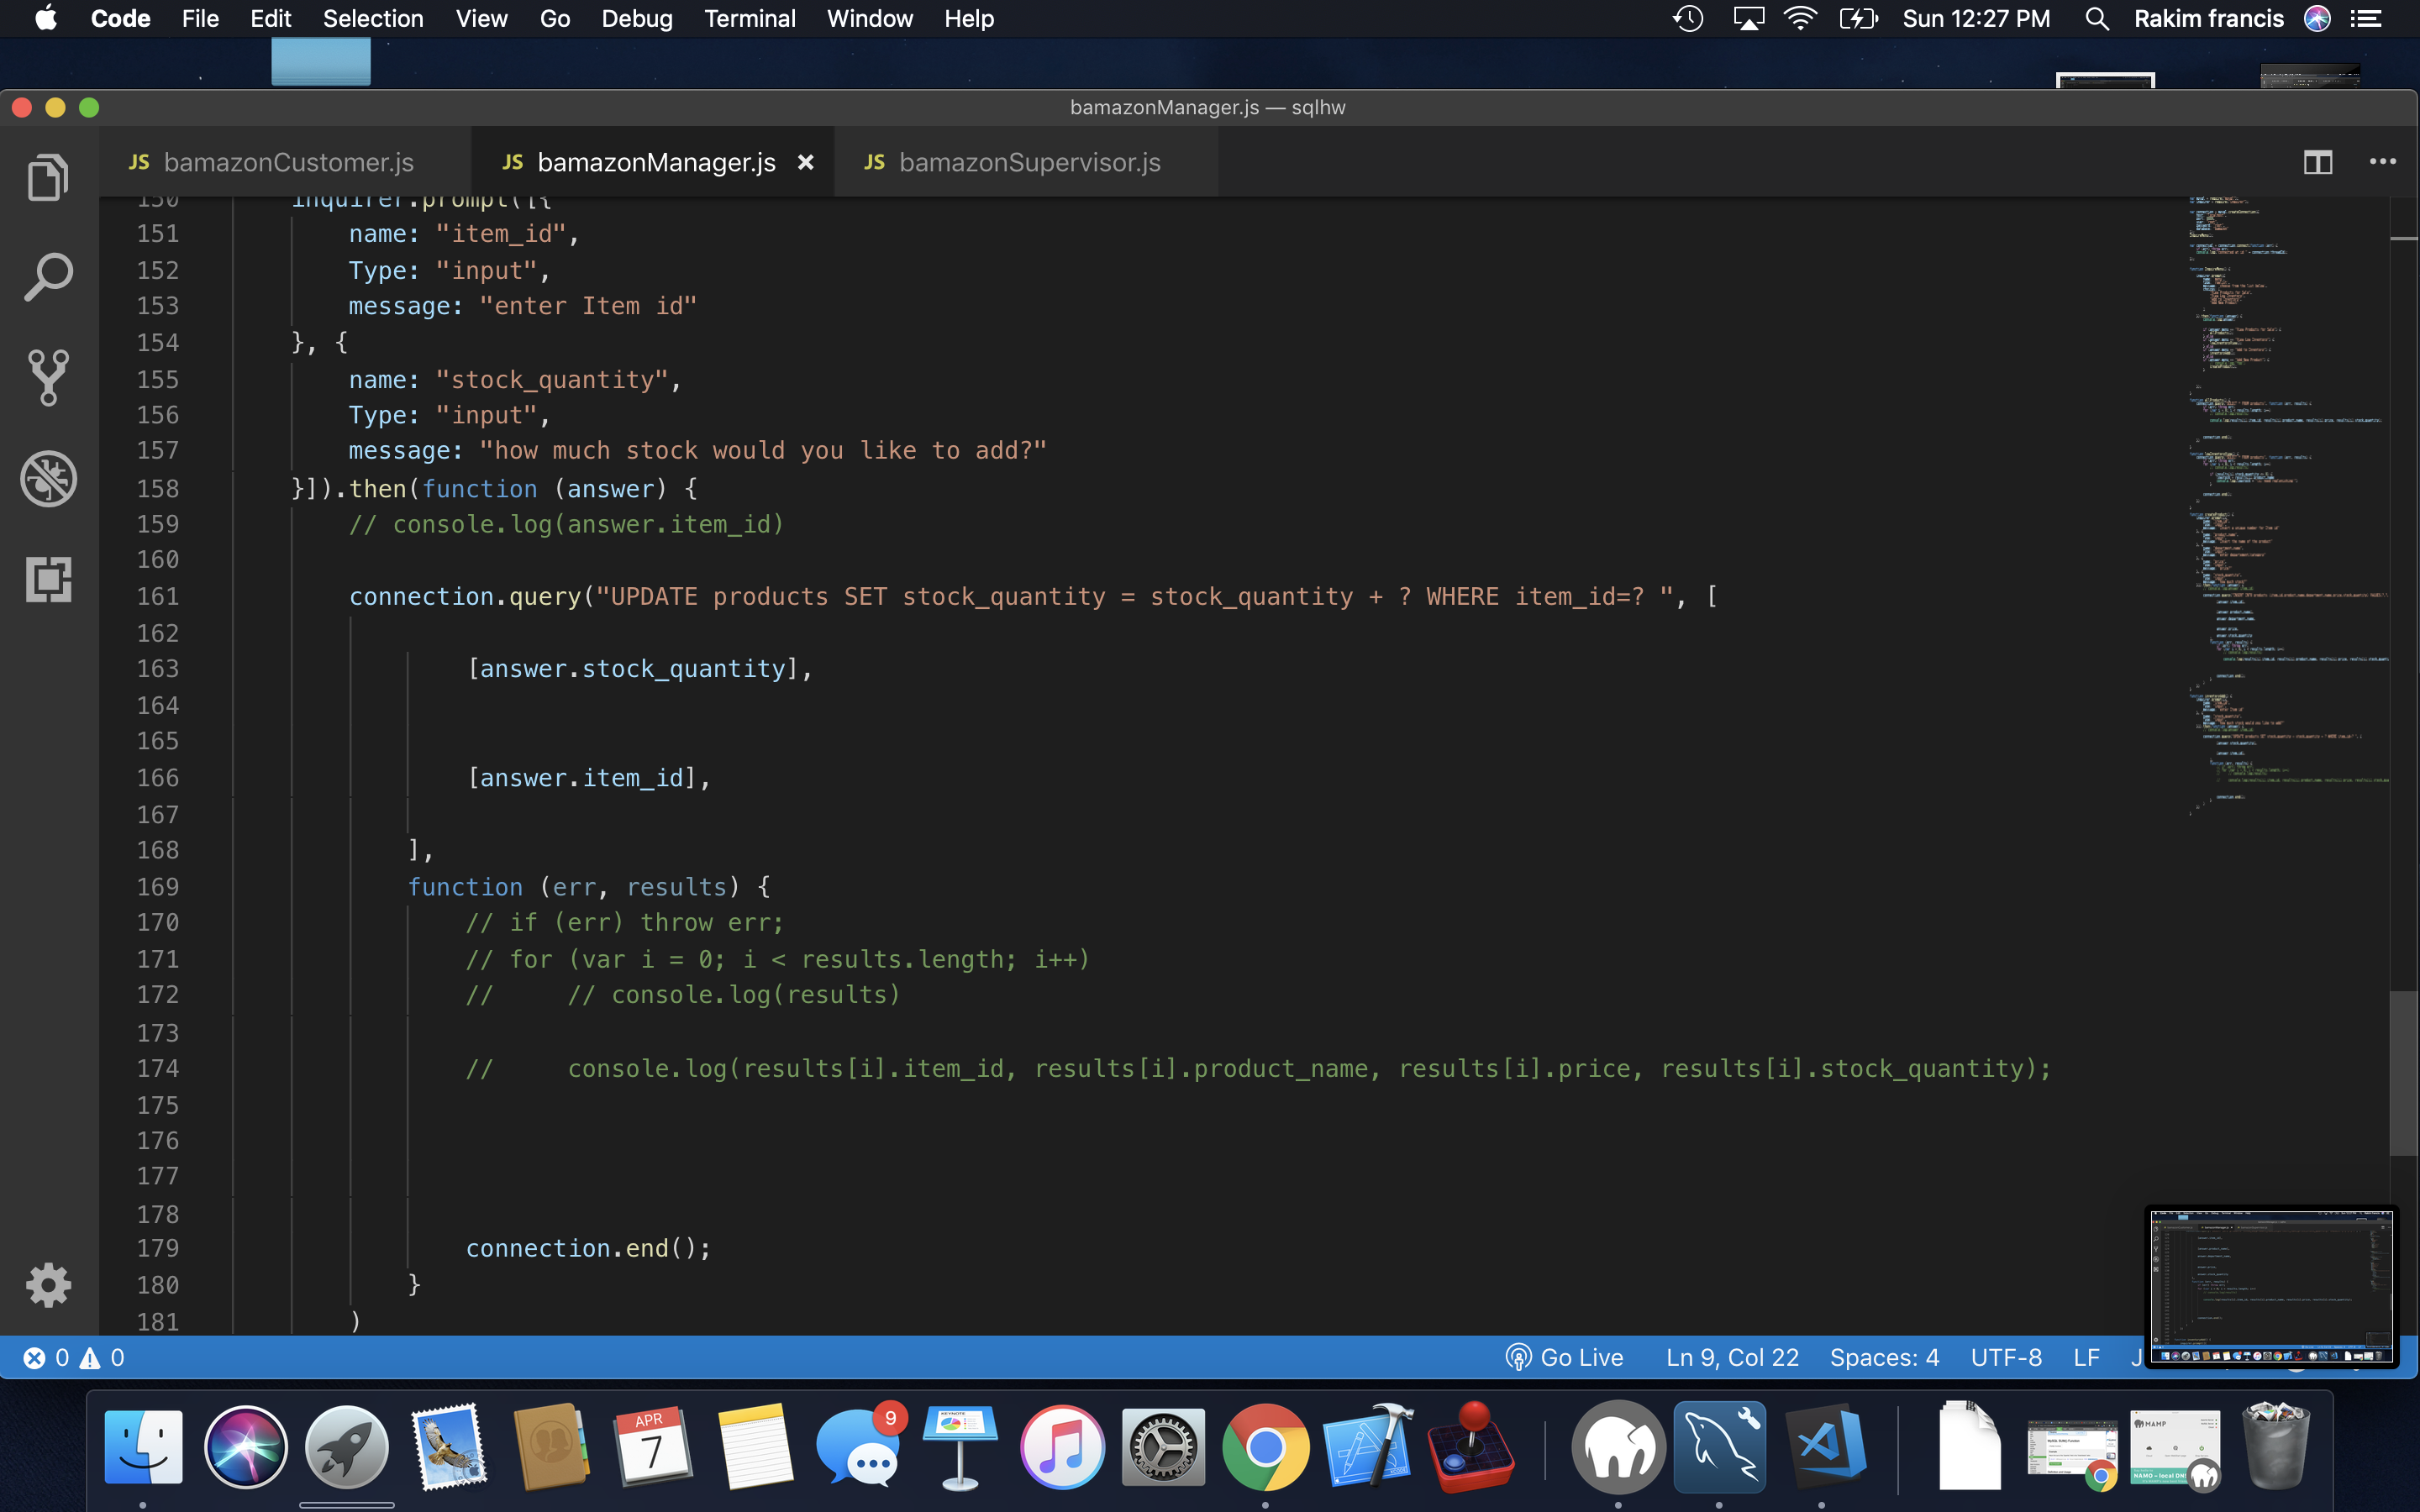 Code File Edit Selection View Go Debug Terminal Window Help Sun 12:27 PM Rakim francis
bamazonManager.js — sqlhw
JS bamazonCustomer.js JS bamazonManager.js × JS bamazonSupervisor.js
150 inquirer.prompt([{
151 name: "item_id",
152 Type: "input",
153 message: "enter Item id"
154 }, {
155 name: "stock_quantity",
156 Type: "input",
157 message: "how much stock would you like to add?"
158 }]).then(function (answer) {
159 // console.log(answer.item_id)
160
161 connection.query("UPDATE products SET stock_quantity = stock_quantity + ? WHERE item_id=? ", [
162
163 [answer.stock_quantity],
164
165
166 [answer.item_id],
167
168 ],
169 function (err, results) {
170 // if (err) throw err;
171 // for (var i = 0; i < results.length; i++)
172 // // console.log(results)
173
174 // console.log(results[i].item_id, results[i].product_name, results[i].price, results[i].stock_quantity);
175
176
177
178
179 connection.end();
180 }
181 )
0 0 Go Live Ln 9, Col 22 Spaces: 4 UTF-8 LF J
APR
7
9
KEYNOTE
MAMP